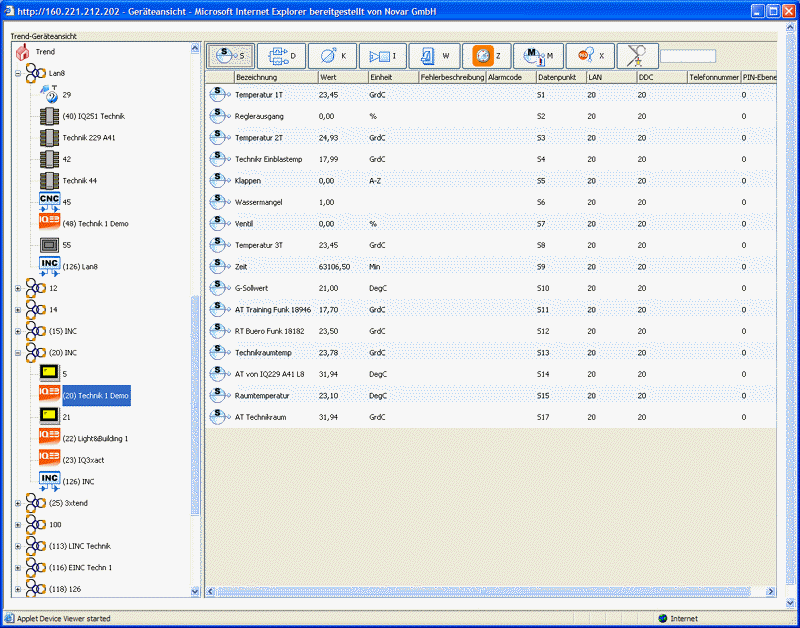 http://160.221.212.202 - Geräteansicht - Microsoft Internet Explorer bereitgestellt von Novar GmbH
Trend-Geräteansicht
Trend
Lan8
29
(40) IQ251 Technik
Technik 229 A41
42
Technik 44
CNC 45
IQ3 (48) Technik 1 Demo
55
INC (126) Lan8
12
14
(15) INC
(20) INC
5
IQ3 (20) Technik 1 Demo
21
IQ3 (22) Light&Building 1
IQ3 (23) IQ3xact
INC (126) INC
(25) 3xtend
100
(113) LINC Technik
(116) EINC Techn 1
(118) 126
S S D K I W Z M M X
Bezeichnung Wert Einheit Fehlerbeschreibung Alarmcode Datenpunkt LAN DDC Telefonnummer PIN-Ebene
S Temperatur 1T 23,45 GrdC S1 20 20 0
S Reglerausgang 0,00 % S2 20 20 0
S Temperatur 2T 24,93 GrdC S3 20 20 0
S Technikr Einblastemp 17,99 GrdC S4 20 20 0
S Klappen 0,00 A-Z S5 20 20 0
S Wassermangel 1,00 S6 20 20 0
S Ventil 0,00 % S7 20 20 0
S Temperatur 3T 23,45 GrdC S8 20 20 0
S Zeit 63106,50 Min S9 20 20 0
S G-Sollwert 21,00 DegC S10 20 20 0
S AT Training Funk 18946 17,70 GrdC S11 20 20 0
S RT Buero Funk 18182 23,50 GrdC S12 20 20 0
S Technikraumtemp 23,78 GrdC S13 20 20 0
S AT von IQ229 A41 L8 31,94 DegC S14 20 20 0
S Raumtemperatur 23,10 DegC S15 20 20 0
S AT Technikraum 31,94 GrdC S17 20 20 0
Applet Device Viewer started
Internet